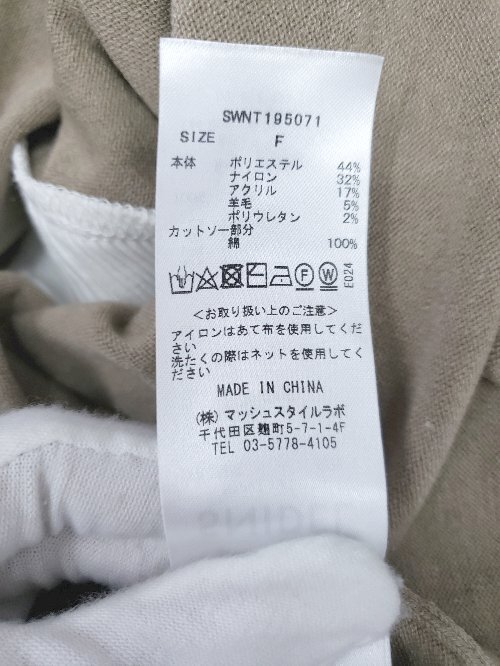 SWNT195071
SIZE F
本体 ポリエステル 44%
ナイロン 32%
アクリル 17%
羊毛 5%
ポリウレタン 2%
カットソー部分
綿 100%
F W E024
<お取り扱い上のご注意>
アイロンはあて布を使用してくだ
さい
洗たくの際はネットを使用してく
ださい
MADE IN CHINA
(株) マッシュスタイルラボ
千代田区麹町5-7-1-4F
TEL 03-5778-4105